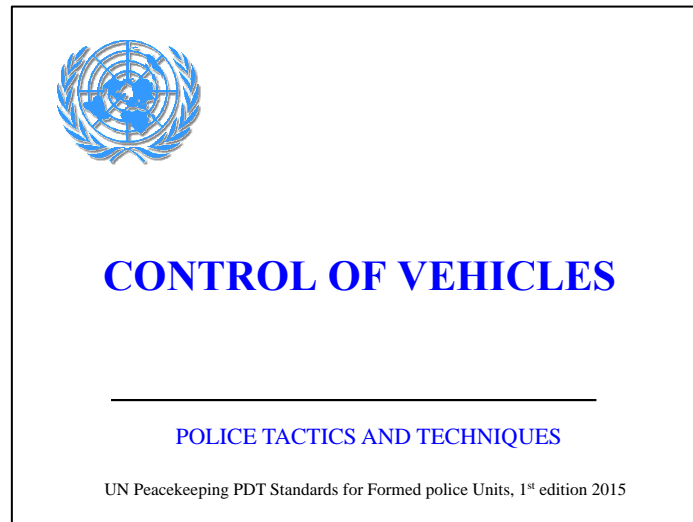 CONTROL OF VEHICLES
POLICE TACTICS AND TECHNIQUES
UN Peacekeeping PDT Standards for Formed police Units, 1st edition 2015